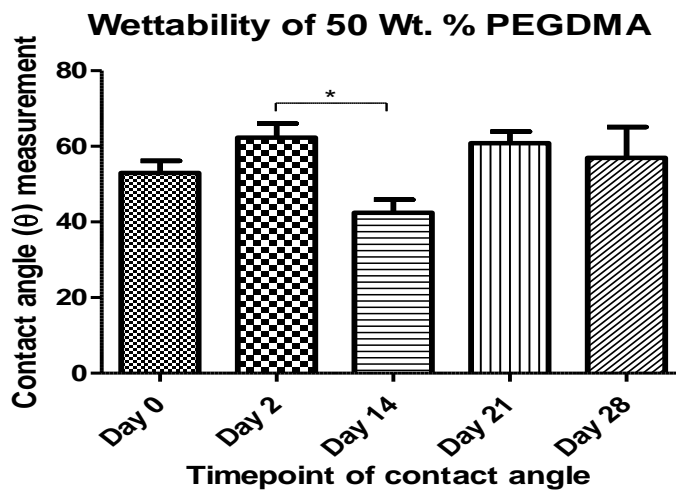 Wettability of 50 Wt. % PEGDMA
Contact angle (θ) measurement
80
60
40
20
0
*
Day 0
Day 2
Day 14
Day 21
Day 28
Timepoint of contact angle